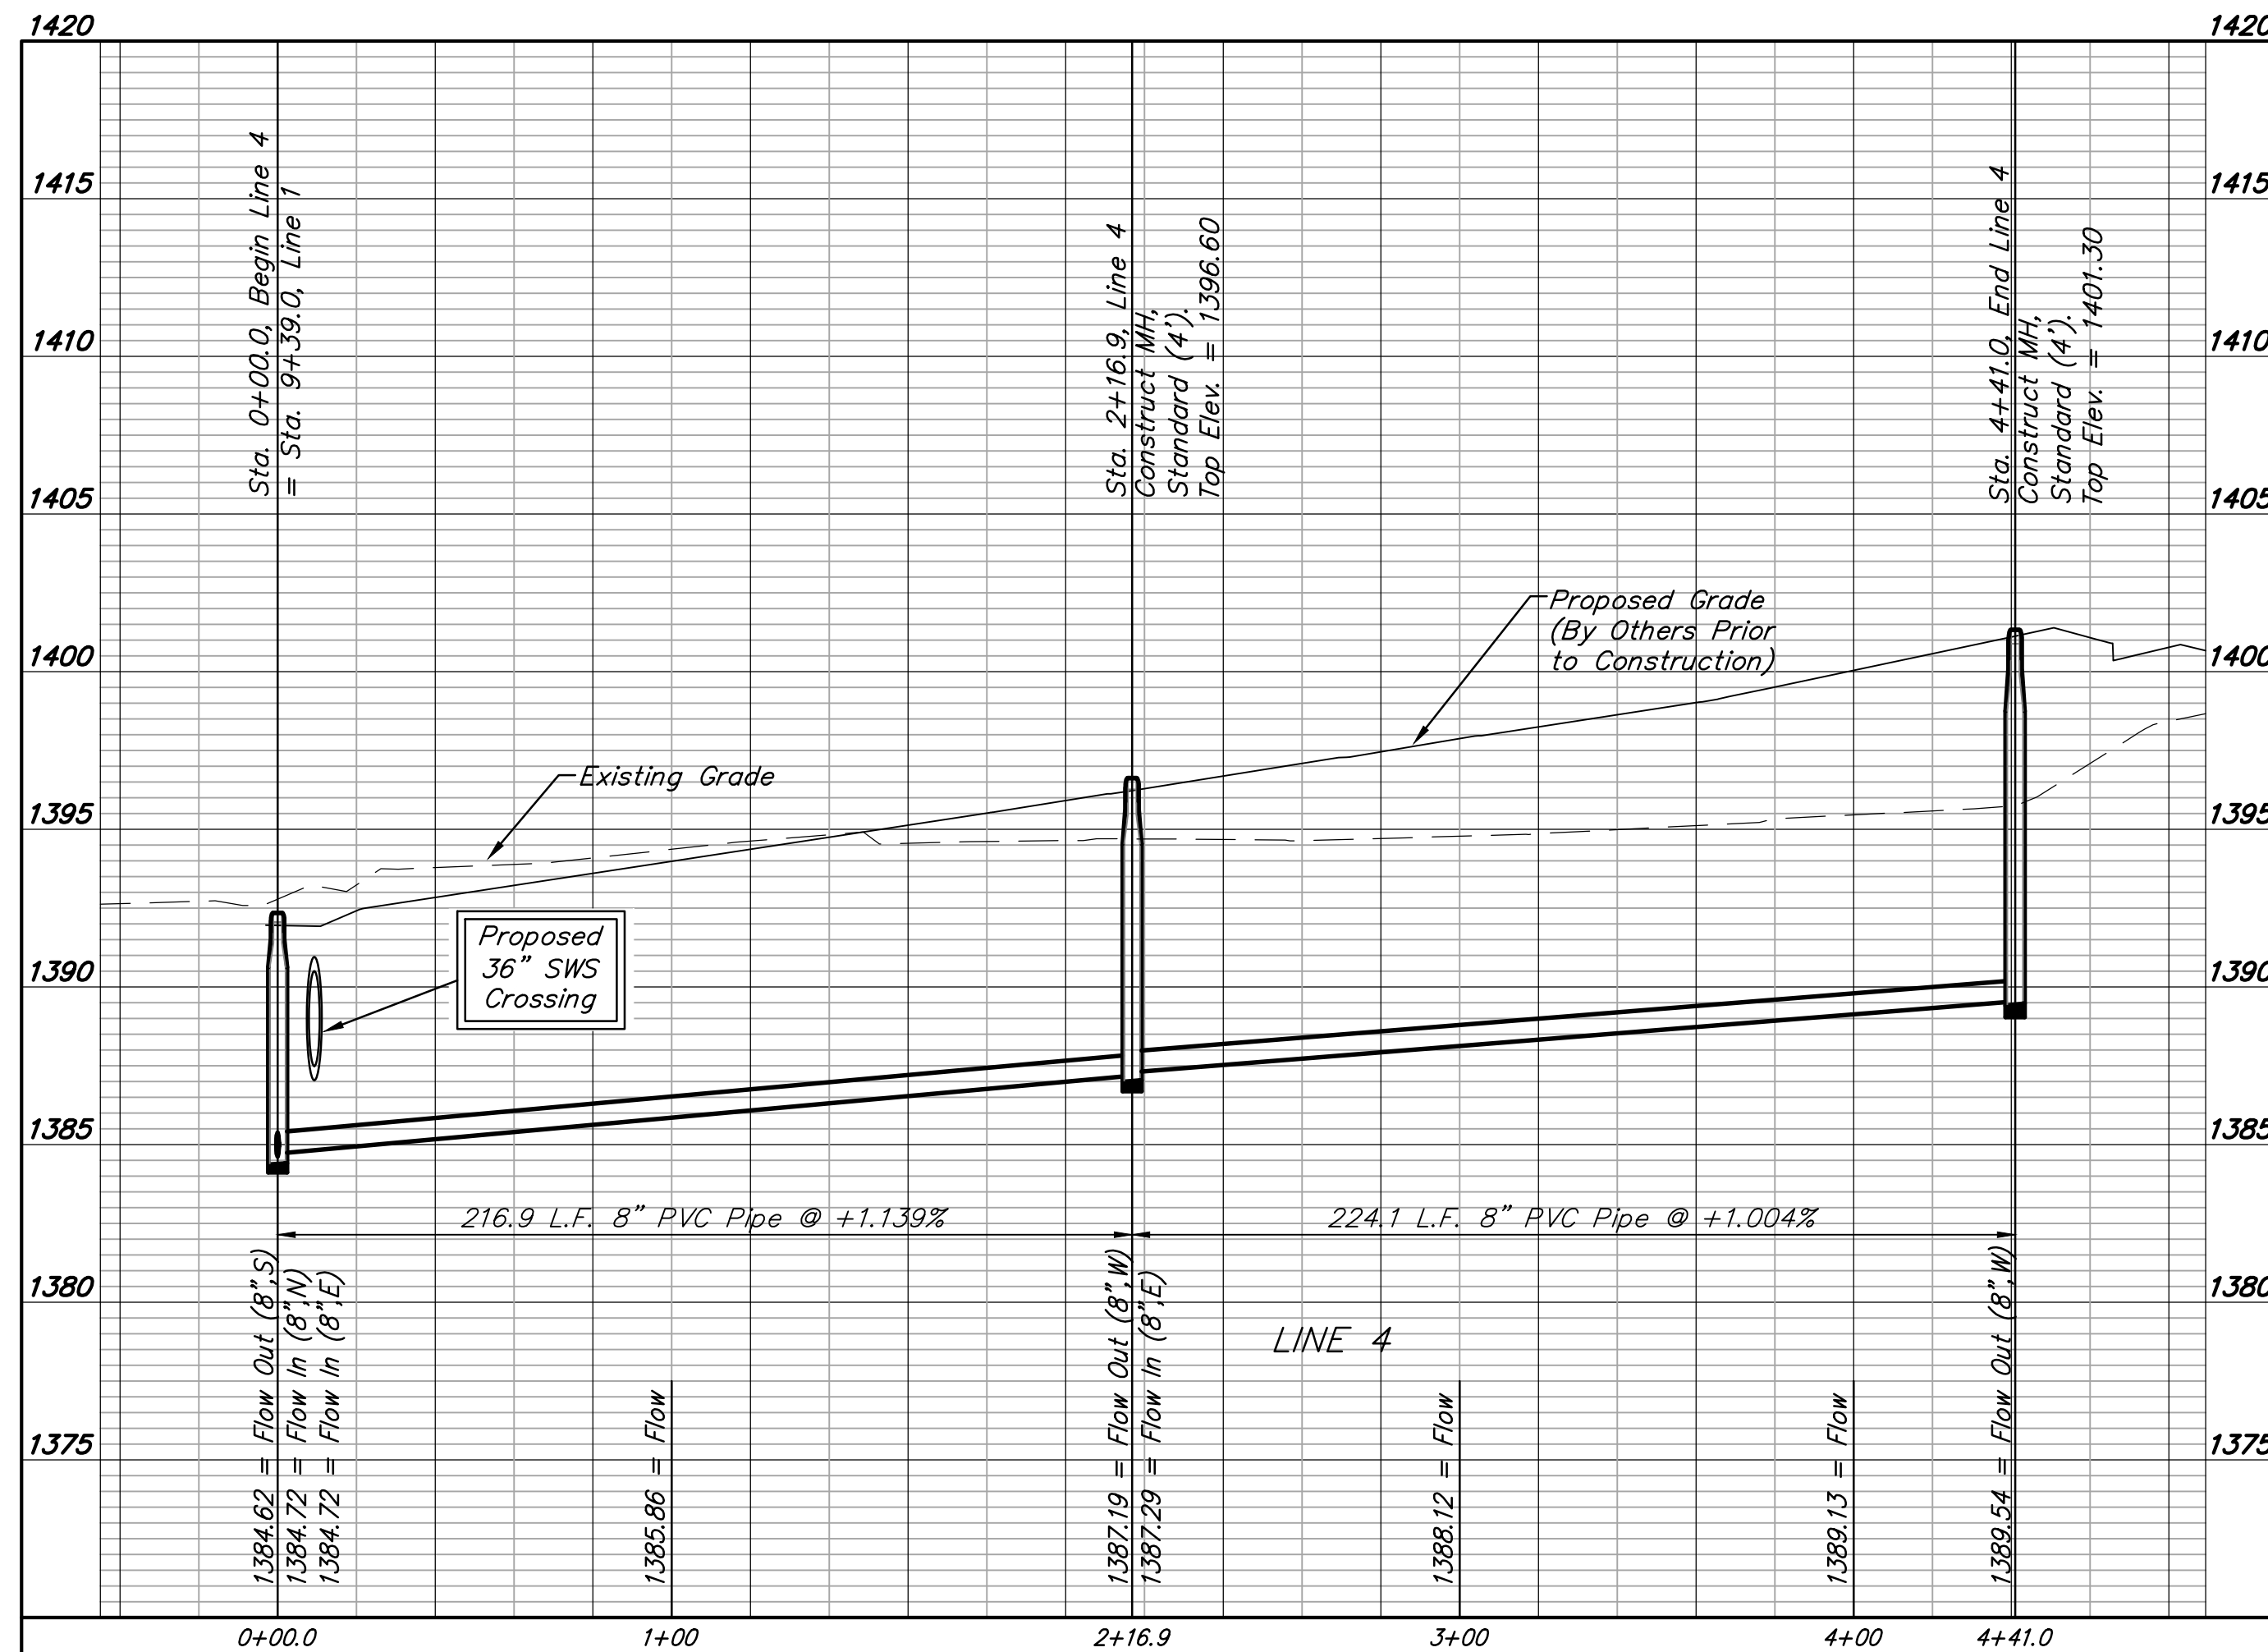 1420
1420
1415
1415
1410
1410
1405
1405
1400
1400
1395
1395
1390
1390
1385
1385
1380
1380
1375
1375
Sta. 0+00.0, Begin Line 4
= Sta. 9+39.0, Line 1
Sta. 2+16.9, Line 4
Construct MH,
Standard (4').
Top Elev. = 1396.60
Sta. 4+41.0, End Line 4
Construct MH,
Standard (4').
Top Elev. = 1401.30
Proposed Grade
(By Others Prior
to Construction)
Existing Grade
Proposed
36" SWS
Crossing
216.9 L.F. 8" PVC Pipe @ +1.139%
224.1 L.F. 8" PVC Pipe @ +1.004%
LINE 4
1384.62 = Flow Out (8",S)
1384.72 = Flow In (8",N)
1384.72 = Flow In (8",E)
1385.86 = Flow
1387.19 = Flow Out (8",W)
1387.29 = Flow In (8",E)
1388.12 = Flow
1389.13 = Flow
1389.54 = Flow Out (8",W)
0+00.0
1+00
2+16.9
3+00
4+00
4+41.0